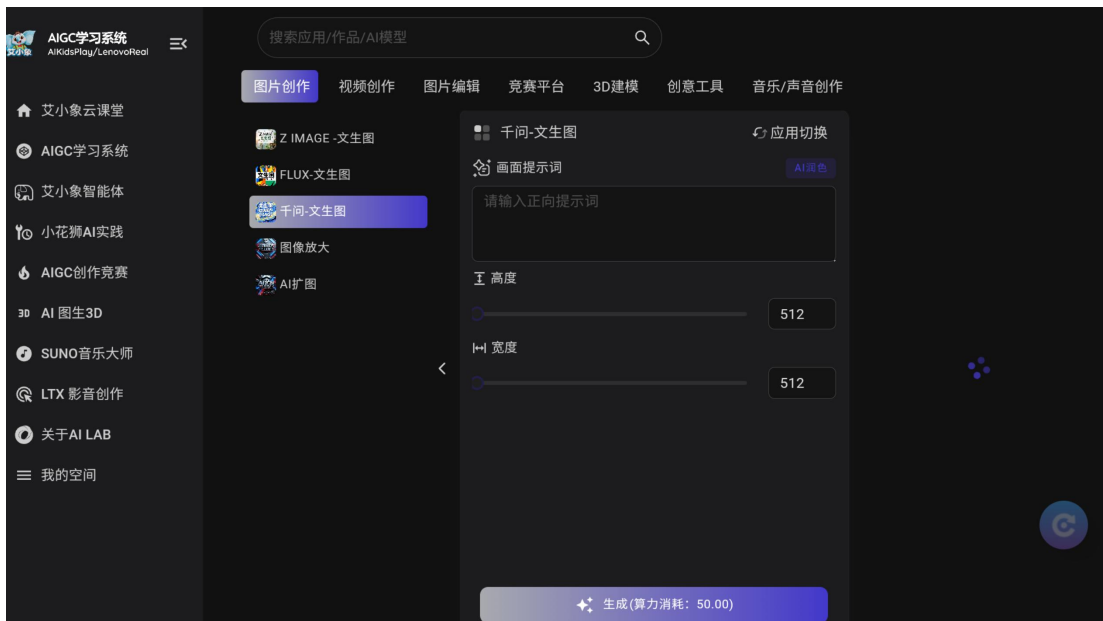 艾小象
AIGC学习系统
AIKidsPlay/LenovoReal
艾小象云课堂
AIGC学习系统
艾小象智能体
小花狮AI实践
AIGC创作竞赛
3D AI 图生3D
SUNO音乐大师
LTX 影音创作
关于AI LAB
我的空间
搜索应用/作品/AI模型
图片创作 视频创作 图片编辑 竞赛平台 3D建模 创意工具 音乐/声音创作
Z IMAGE -文生图
FLUX-文生图
千问-文生图
图像放大
AI扩图
千问-文生图 应用切换
画面提示词 AI润色
请输入正向提示词
高度
512
宽度
512
生成(算力消耗: 50.00)